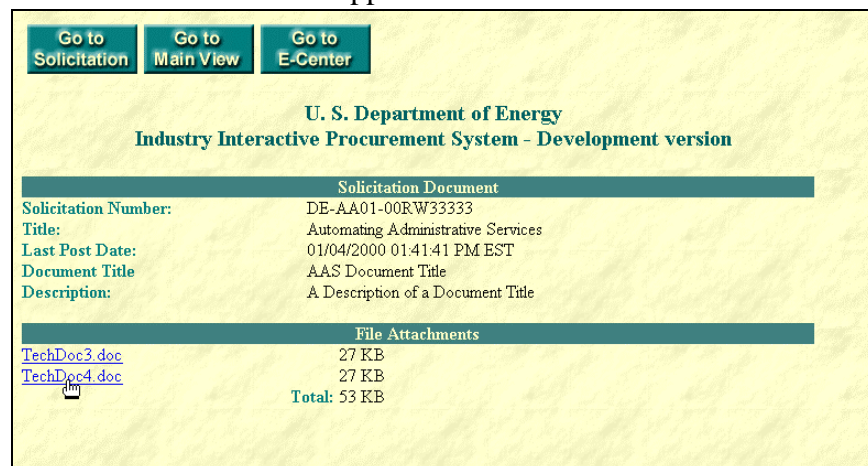 Go to Solicitation
Go to Main View
Go to E-Center
U. S. Department of Energy
Industry Interactive Procurement System - Development version
Solicitation Document
Solicitation Number: DE-AA01-00RW33333
Title: Automating Administrative Services
Last Post Date: 01/04/2000 01:41:41 PM EST
Document Title AAS Document Title
Description: A Description of a Document Title
File Attachments
TechDoc3.doc 27 KB
TechDoc4.doc 27 KB
Total: 53 KB